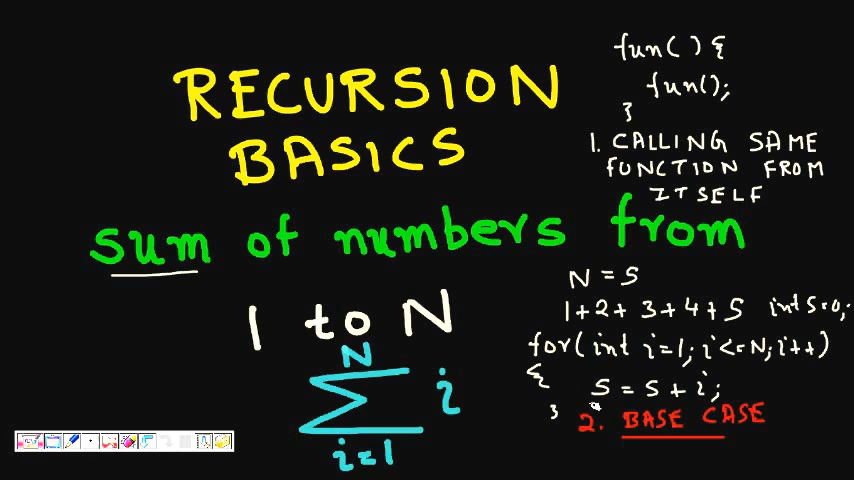 RECURSION
BASICS
sum of numbers from
1 to N
N
∑ i
i=1
fun() {
fun();
}
1. CALLING SAME
FUNCTION FROM
ITSELF
N = 5
1+2+3+4+5 int S=0;
for(int i=1; i<=N; i++)
{
S = S + i;
}
2. BASE CASE